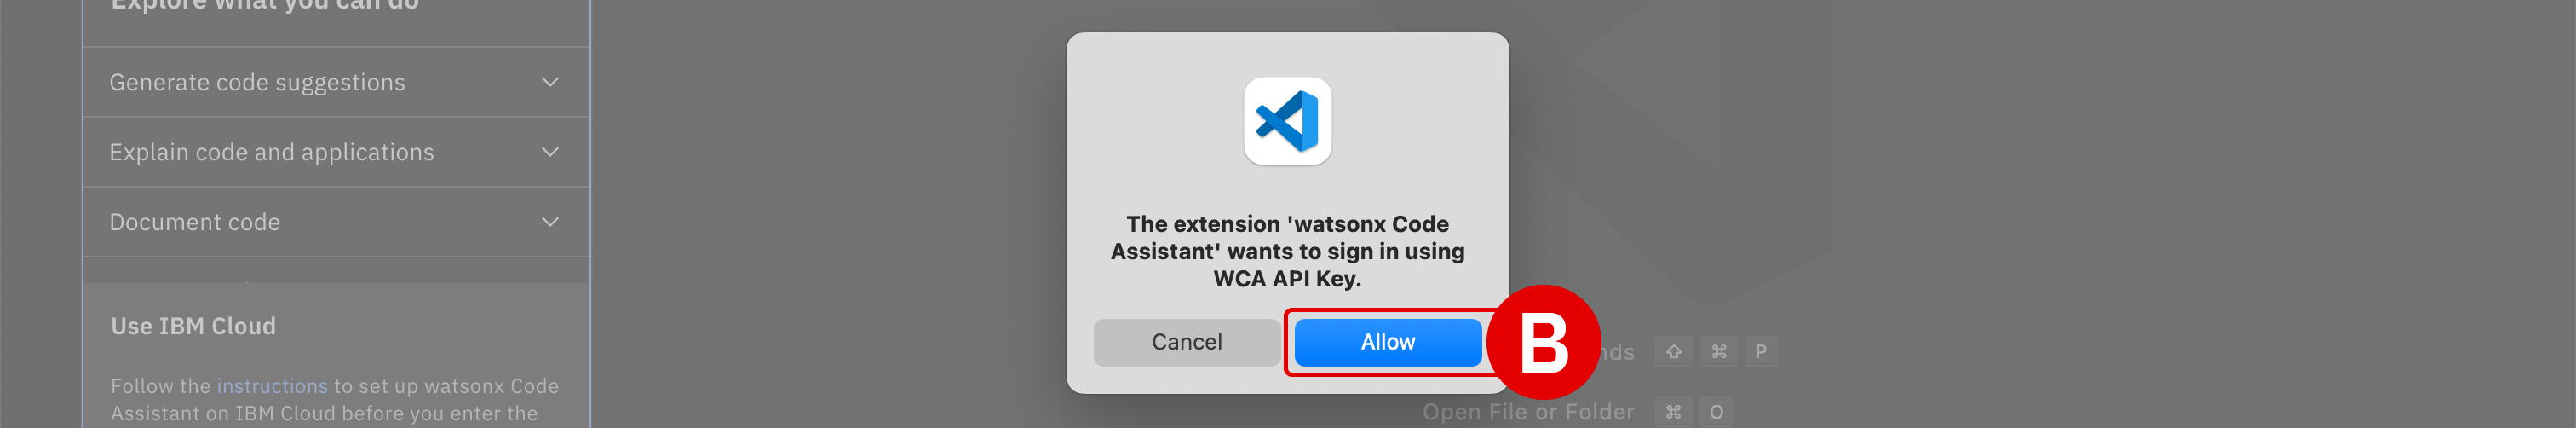 Explore what you can do
Generate code suggestions
Explain code and applications
Document code
Use IBM Cloud
Follow the instructions to set up watsonx Code
Assistant on IBM Cloud before you enter the
The extension 'watsonx Code
Assistant' wants to sign in using
WCA API Key.
Cancel
Allow
B
⇧ ⌘ P
Open File or Folder ⌘ O